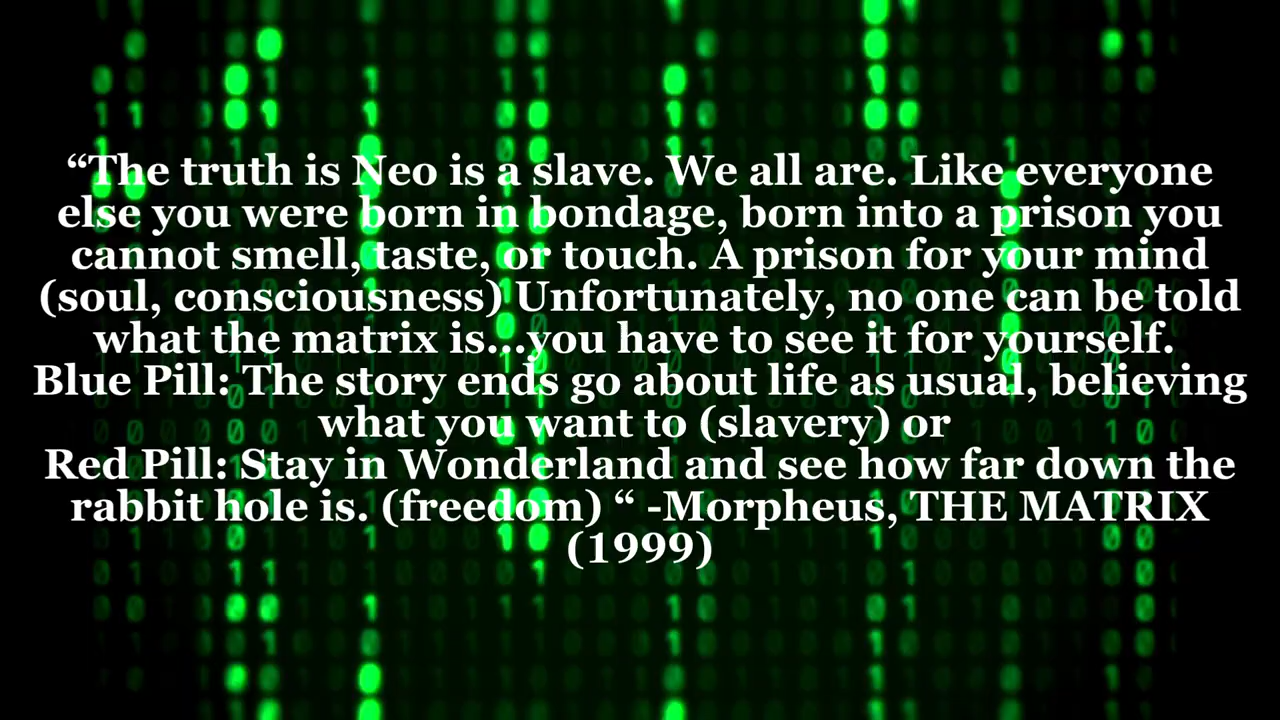 “The truth is Neo is a slave. We all are. Like everyone
else you were born in bondage, born into a prison you
cannot smell, taste, or touch. A prison for your mind
(soul, consciousness) Unfortunately, no one can be told
what the matrix is...you have to see it for yourself.
Blue Pill: The story ends go about life as usual, believing
what you want to (slavery) or
Red Pill: Stay in Wonderland and see how far down the
rabbit hole is. (freedom) “ -Morpheus, THE MATRIX
(1999)